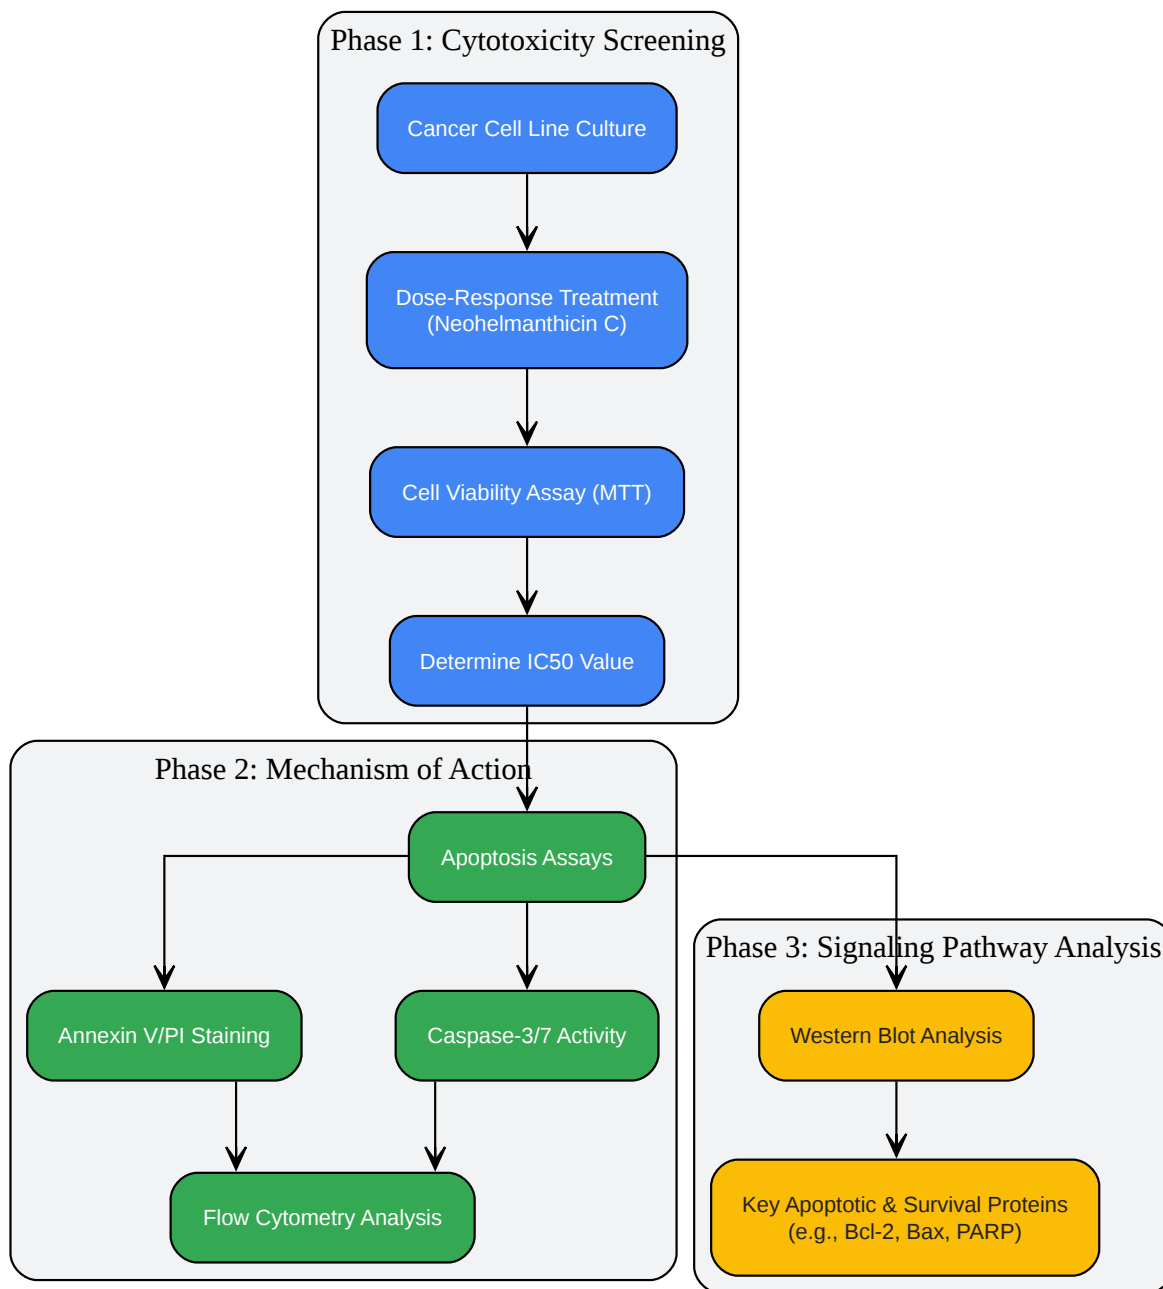 Phase 1: Cytotoxicity Screening
Cancer Cell Line Culture
Dose-Response Treatment
(Neohelmanthicin C)
Cell Viability Assay (MTT)
Determine IC50 Value
Phase 2: Mechanism of Action
Apoptosis Assays
Annexin V/PI Staining
Caspase-3/7 Activity
Flow Cytometry Analysis
Phase 3: Signaling Pathway Analysis
Western Blot Analysis
Key Apoptotic & Survival Proteins
(e.g., Bcl-2, Bax, PARP)